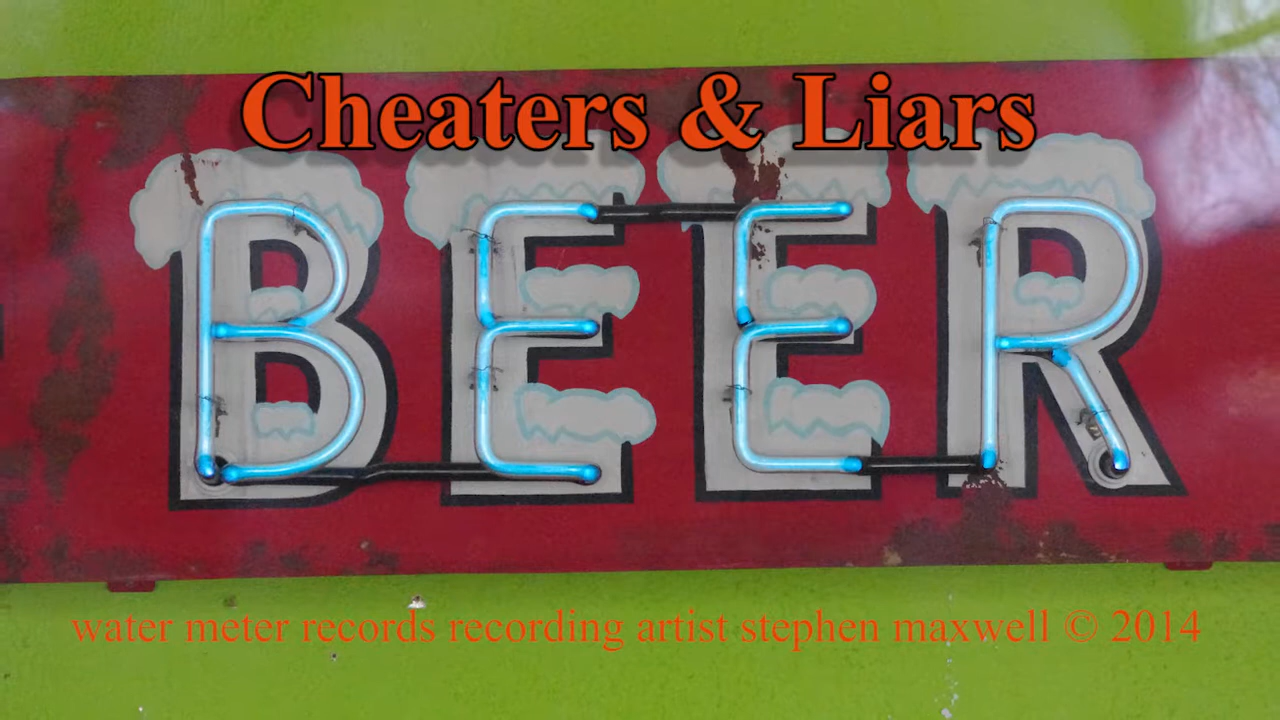 Cheaters & Liars
BEER
water meter records recording artist stephen maxwell © 2014